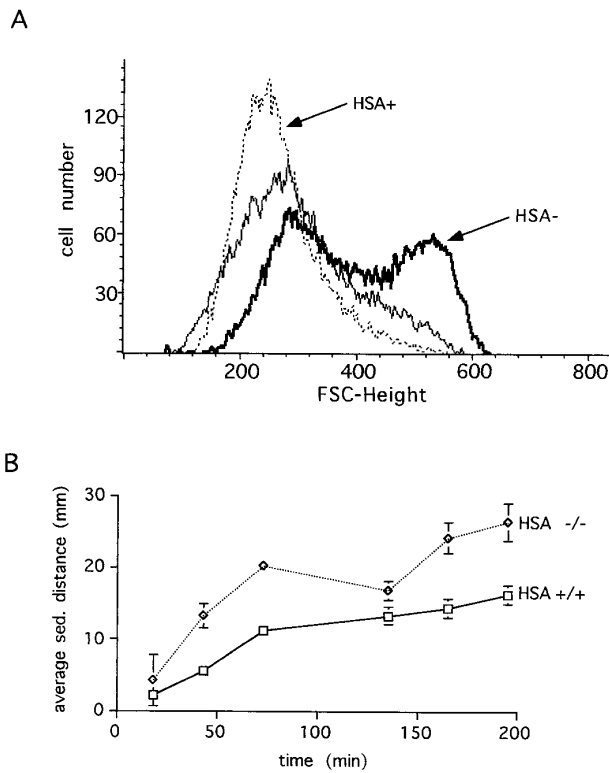 A
cell number
120
90
60
30
HSA+
HSA-
200
400
600
800
FSC-Height
B
average sed. distance (mm)
30
20
10
0
HSA -/-
HSA +/+
0
50
100
150
200
time (min)